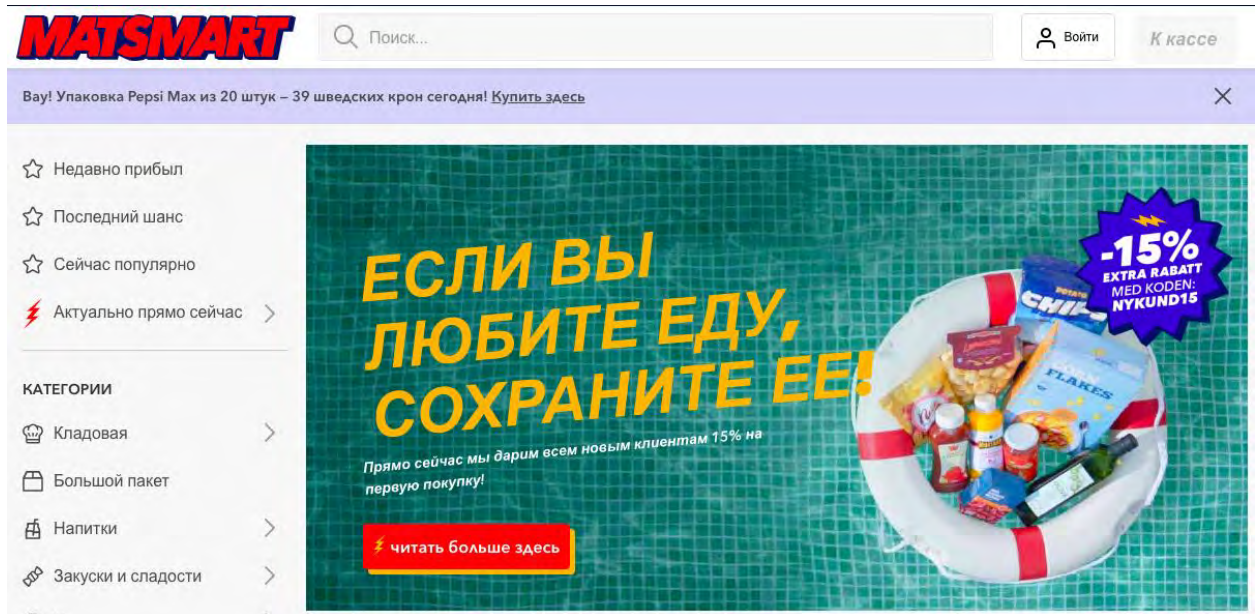 MATSMART
Поиск...
Войти
К кассе
Вау! Упаковка Pepsi Max из 20 штук – 39 шведских крон сегодня! Купить здесь
Недавно прибыл
Последний шанс
Сейчас популярно
Актуально прямо сейчас
КАТЕГОРИИ
Кладовая
Большой пакет
Напитки
Закуски и сладости
ЕСЛИ ВЫ
ЛЮБИТЕ ЕДУ,
СОХРАНИТЕ ЕЕ!
Прямо сейчас мы дарим всем новым клиентам 15% на
первую покупку!
читать больше здесь
-15%
EXTRA RABATT
MED KODEN:
NYKUND15
POTATO
CHIPS
CORN
FLAKES